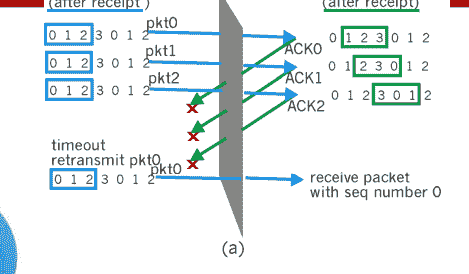 (after receipt)
(after receipt)
0 1 2 3 0 1 2
pkt0
ACK0
0 1 2 3 0 1 2
0 1 2 3 0 1 2
pkt1
ACK1
0 1 2 3 0 1 2
0 1 2 3 0 1 2
pkt2
ACK2
0 1 2 3 0 1 2
timeout
retransmit pkt0
0 1 2 3 0 1 2
pkt0
receive packet
with seq number 0
(a)